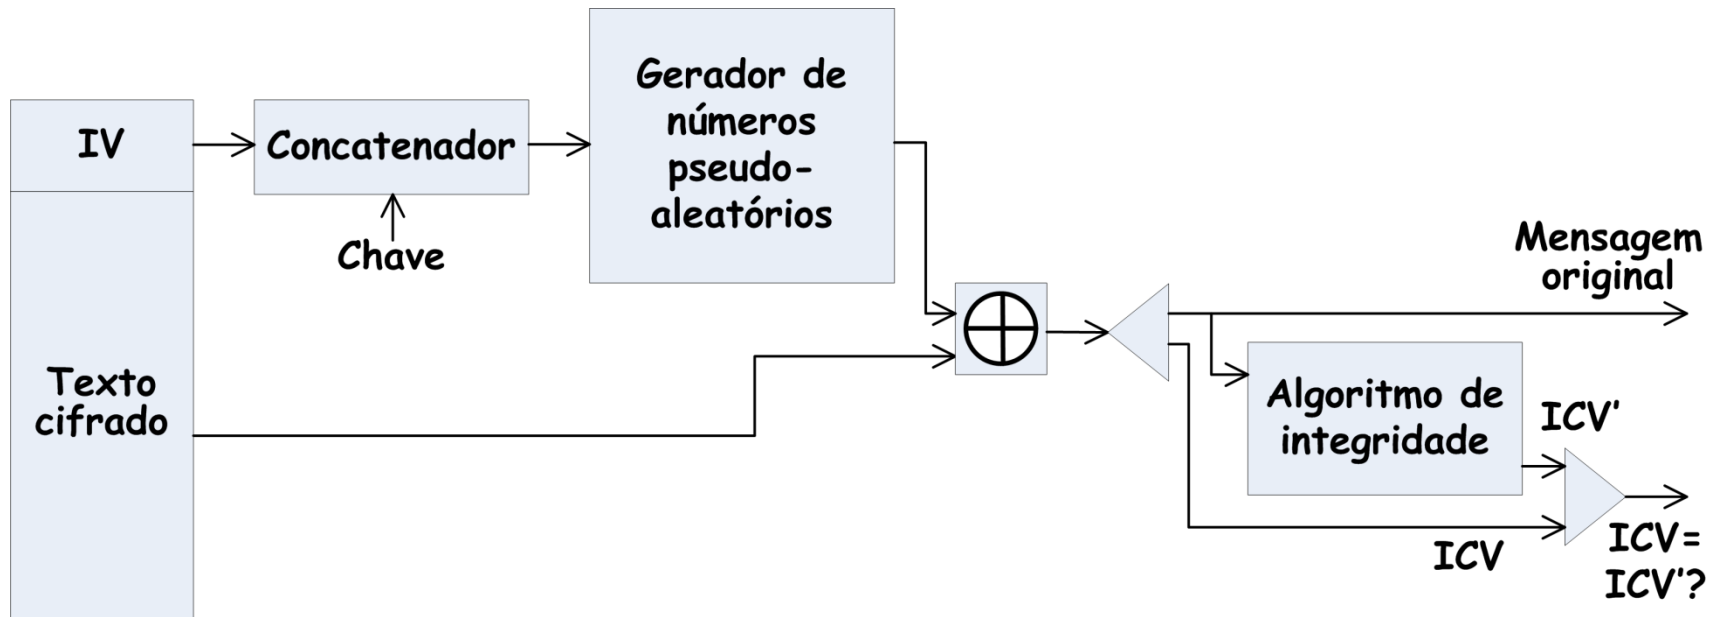 IV
Concatenador
Chave
Gerador de
números
pseudo-
aleatórios
Texto
cifrado
Mensagem
original
Algoritmo de
integridade
ICV'
ICV
ICV=
ICV'?